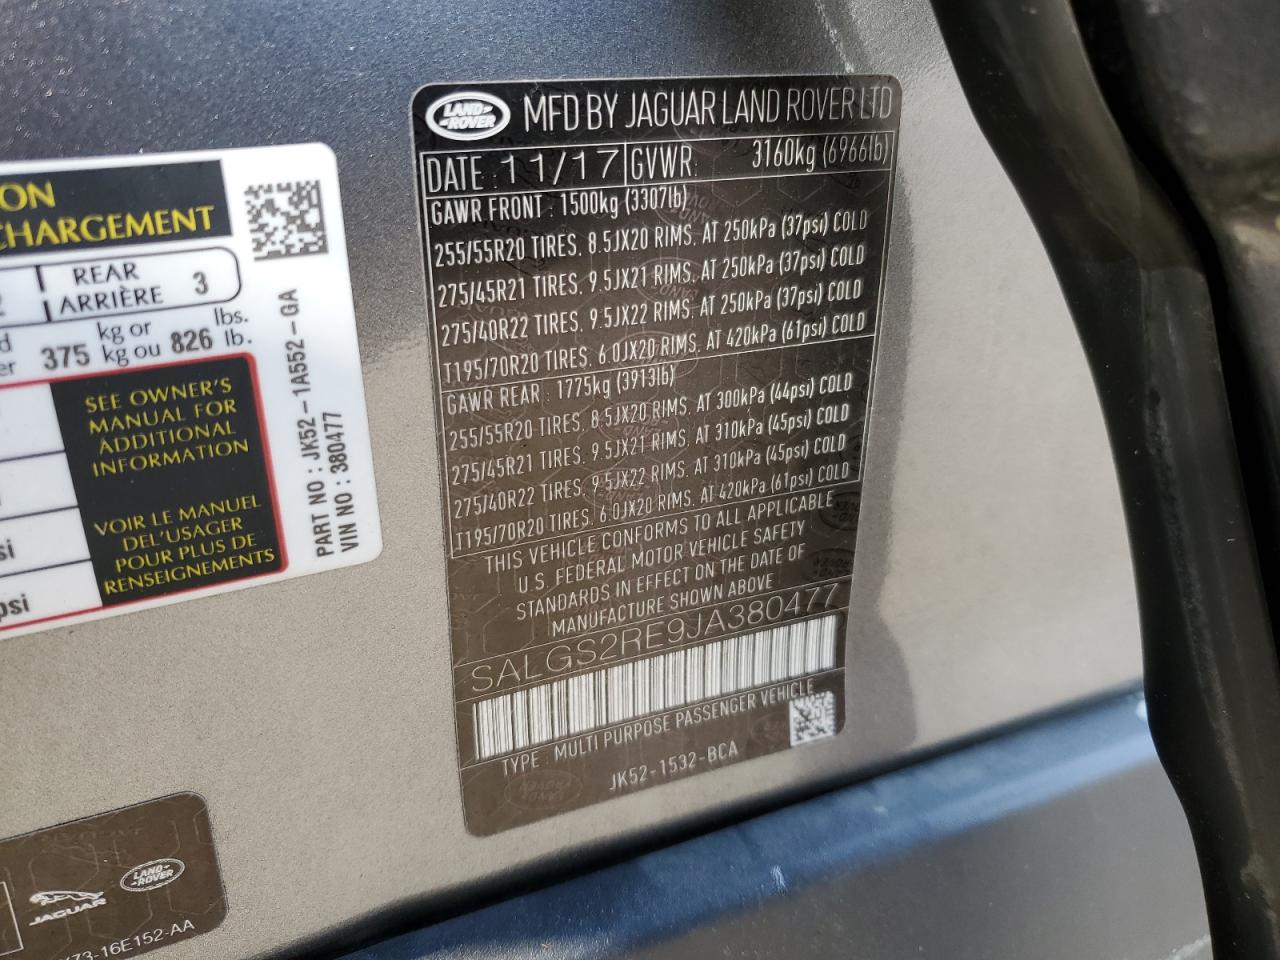 ON
CHARGEMENT
REAR
ARRIÈRE 3
375 kg or
kg ou 826 lbs.
lb.
SEE OWNER'S
MANUAL FOR
ADDITIONAL
INFORMATION
VOIR LE MANUEL
DE L'USAGER
POUR PLUS DE
RENSEIGNEMENTS
psi
PART NO : JK52-1A552-GA
VIN NO : 380477
LAND
ROVER
MFD BY JAGUAR LAND ROVER LTD
DATE : 11/17 GVWR : 3160kg (6966lb)
GAWR FRONT : 1500kg (3307lb)
255/55R20 TIRES. 8.5JX20 RIMS. AT 250kPa (37psi) COLD
275/45R21 TIRES. 9.5JX21 RIMS. AT 250kPa (37psi) COLD
275/40R22 TIRES. 9.5JX22 RIMS. AT 250kPa (37psi) COLD
T195/70R20 TIRES. 6.0JX20 RIMS. AT 420kPa (61psi) COLD
GAWR REAR : 1775kg (3913lb)
255/55R20 TIRES. 8.5JX20 RIMS. AT 300kPa (44psi) COLD
275/45R21 TIRES. 9.5JX21 RIMS. AT 310kPa (45psi) COLD
275/40R22 TIRES. 9.5JX22 RIMS. AT 310kPa (45psi) COLD
T195/70R20 TIRES. 6.0JX20 RIMS. AT 420kPa (61psi) COLD
THIS VEHICLE CONFORMS TO ALL APPLICABLE
U.S. FEDERAL MOTOR VEHICLE SAFETY
STANDARDS IN EFFECT ON THE DATE OF
MANUFACTURE SHOWN ABOVE
SALGS2RE9JA380477
TYPE : MULTI PURPOSE PASSENGER VEHICLE
JK52-1532-BCA
JAGUAR
LAND
ROVER
73-16E152-AA